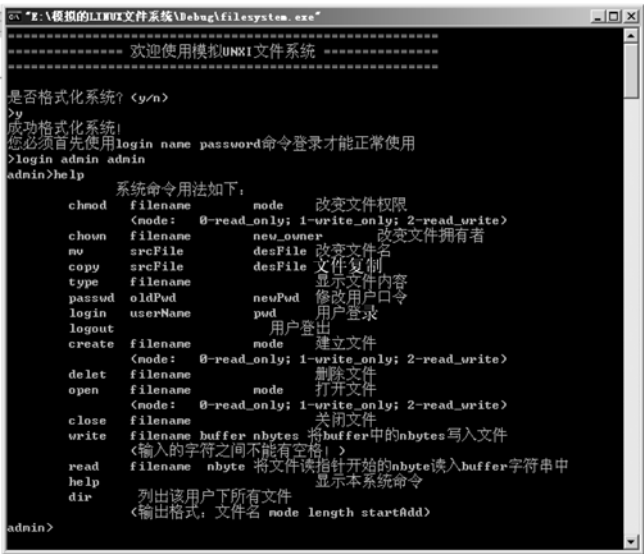 "E:\模拟的LINUX文件系统\Debug\filesystem.exe"
--------------- 欢迎使用模拟UNXI文件系统 ---------------
是否格式化系统? (y/n)
>y
成功格式化系统!
您必须首先使用login name password命令登录才能正常使用
>login admin admin
admin>help
系统命令用法如下:
chmod filename mode 改变文件权限
(mode: 0-read_only; 1-write_only; 2-read_write)
chown filename new_owner 改变文件拥有者
mv srcFile desFile 改变文件名
copy srcFile desFile 文件复制
type filename 显示文件内容
passwd oldPwd newPwd 修改用户口令
login userName pwd 用户登录
logout 用户登出
create filename mode 建立文件
(mode: 0-read_only; 1-write_only; 2-read_write)
delet filename 删除文件
open filename mode 打开文件
(mode: 0-read_only; 1-write_only; 2-read_write)
close filename 关闭文件
write filename buffer nbytes 将buffer中的nbytes写入文件
(输入的字符之间不能有空格!)
read filename nbyte 将文件读指针开始的nbyte读入buffer字符串中
help 显示本系统命令
dir 列出该用户下所有文件
(输出格式: 文件名 mode length startAdd)
admin>